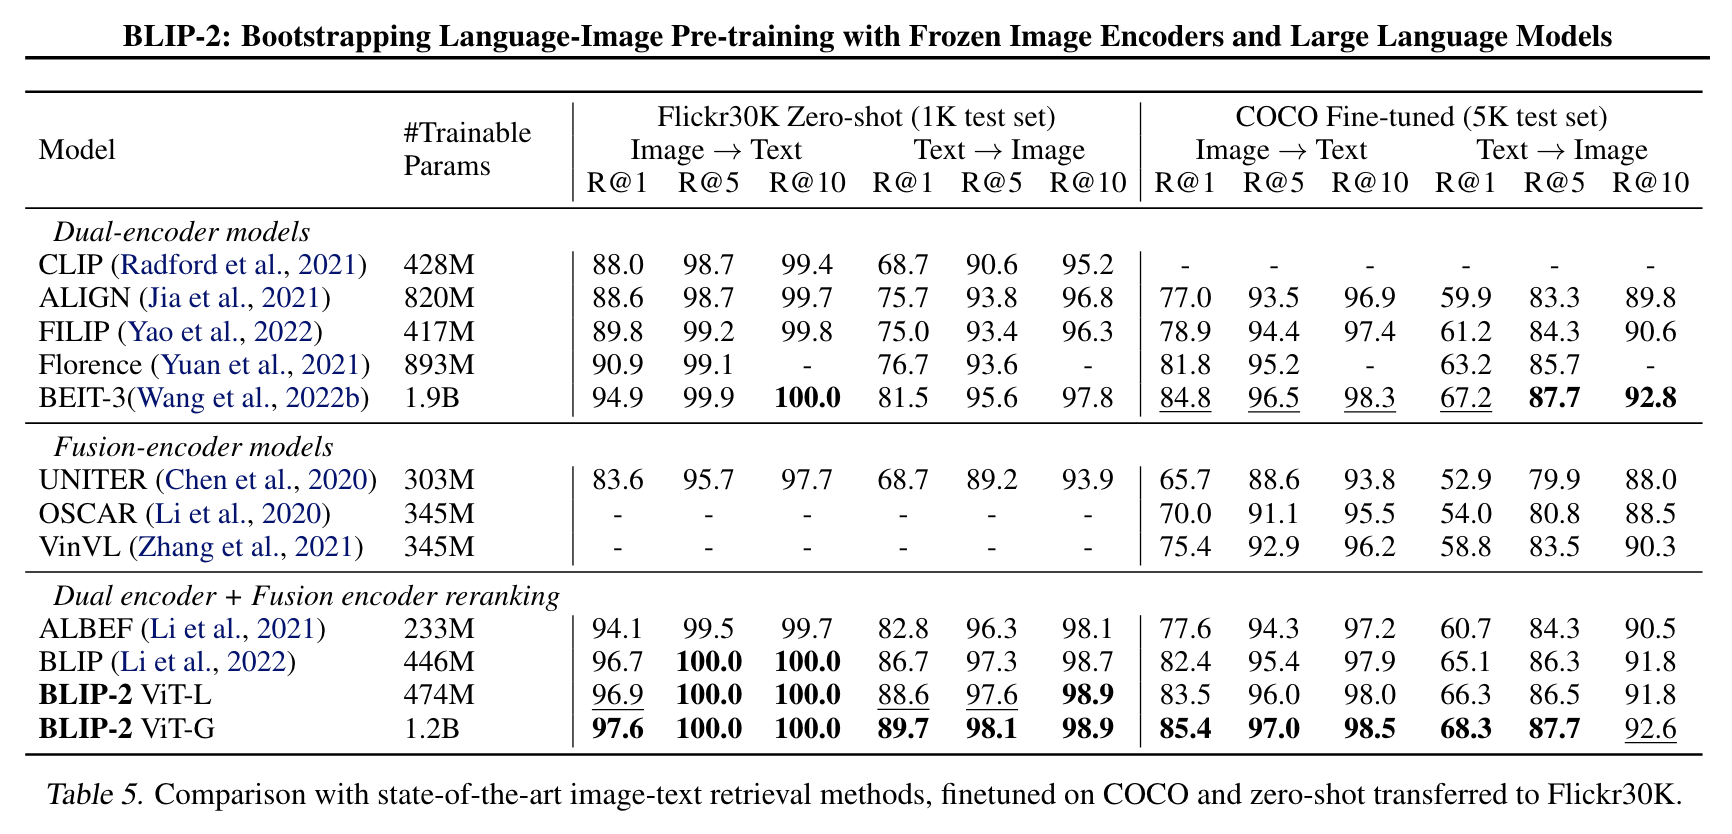 BLIP-2: Bootstrapping Language-Image Pre-training with Frozen Image Encoders and Large Language Models
Model #Trainable Params Flickr30K Zero-shot (1K test set) COCO Fine-tuned (5K test set)
Image → Text Text → Image Image → Text Text → Image
R@1 R@5 R@10 R@1 R@5 R@10 R@1 R@5 R@10 R@1 R@5 R@10
Dual-encoder models
CLIP (Radford et al., 2021) 428M 88.0 98.7 99.4 68.7 90.6 95.2 - - - - - -
ALIGN (Jia et al., 2021) 820M 88.6 98.7 99.7 75.7 93.8 96.8 77.0 93.5 96.9 59.9 83.3 89.8
FILIP (Yao et al., 2022) 417M 89.8 99.2 99.8 75.0 93.4 96.3 78.9 94.4 97.4 61.2 84.3 90.6
Florence (Yuan et al., 2021) 893M 90.9 99.1 - 76.7 93.6 - 81.8 95.2 - 63.2 85.7 -
BEIT-3(Wang et al., 2022b) 1.9B 94.9 99.9 100.0 81.5 95.6 97.8 84.8 96.5 98.3 67.2 87.7 92.8
Fusion-encoder models
UNITER (Chen et al., 2020) 303M 83.6 95.7 97.7 68.7 89.2 93.9 65.7 88.6 93.8 52.9 79.9 88.0
OSCAR (Li et al., 2020) 345M - - - - - - 70.0 91.1 95.5 54.0 80.8 88.5
VinVL (Zhang et al., 2021) 345M - - - - - - 75.4 92.9 96.2 58.8 83.5 90.3
Dual encoder + Fusion encoder reranking
ALBEF (Li et al., 2021) 233M 94.1 99.5 99.7 82.8 96.3 98.1 77.6 94.3 97.2 60.7 84.3 90.5
BLIP (Li et al., 2022) 446M 96.7 100.0 100.0 86.7 97.3 98.7 82.4 95.4 97.9 65.1 86.3 91.8
BLIP-2 ViT-L 474M 96.9 100.0 100.0 88.6 97.6 98.9 83.5 96.0 98.0 66.3 86.5 91.8
BLIP-2 ViT-G 1.2B 97.6 100.0 100.0 89.7 98.1 98.9 85.4 97.0 98.5 68.3 87.7 92.6
Table 5. Comparison with state-of-the-art image-text retrieval methods, finetuned on COCO and zero-shot transferred to Flickr30K.